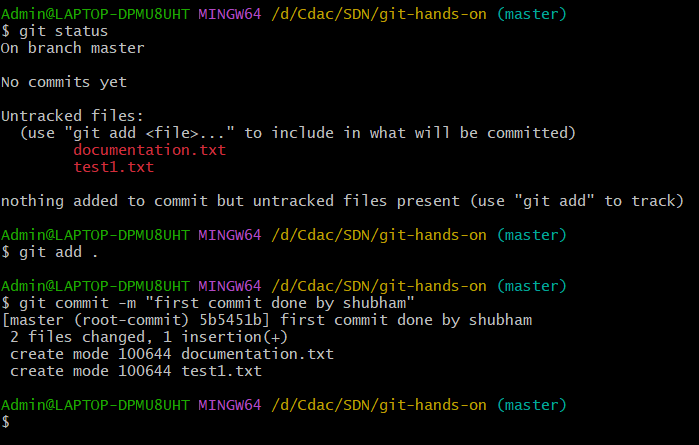 Admin@LAPTOP-DPMU8UHT MINGW64 /d/Cdac/SDN/git-hands-on (master)
$ git status
On branch master
No commits yet
Untracked files:
(use "git add <file>..." to include in what will be committed)
documentation.txt
test1.txt
nothing added to commit but untracked files present (use "git add" to track)
Admin@LAPTOP-DPMU8UHT MINGW64 /d/Cdac/SDN/git-hands-on (master)
$ git add .
Admin@LAPTOP-DPMU8UHT MINGW64 /d/Cdac/SDN/git-hands-on (master)
$ git commit -m "first commit done by shubham"
[master (root-commit) 5b5451b] first commit done by shubham
2 files changed, 1 insertion(+)
create mode 100644 documentation.txt
create mode 100644 test1.txt
Admin@LAPTOP-DPMU8UHT MINGW64 /d/Cdac/SDN/git-hands-on (master)
$